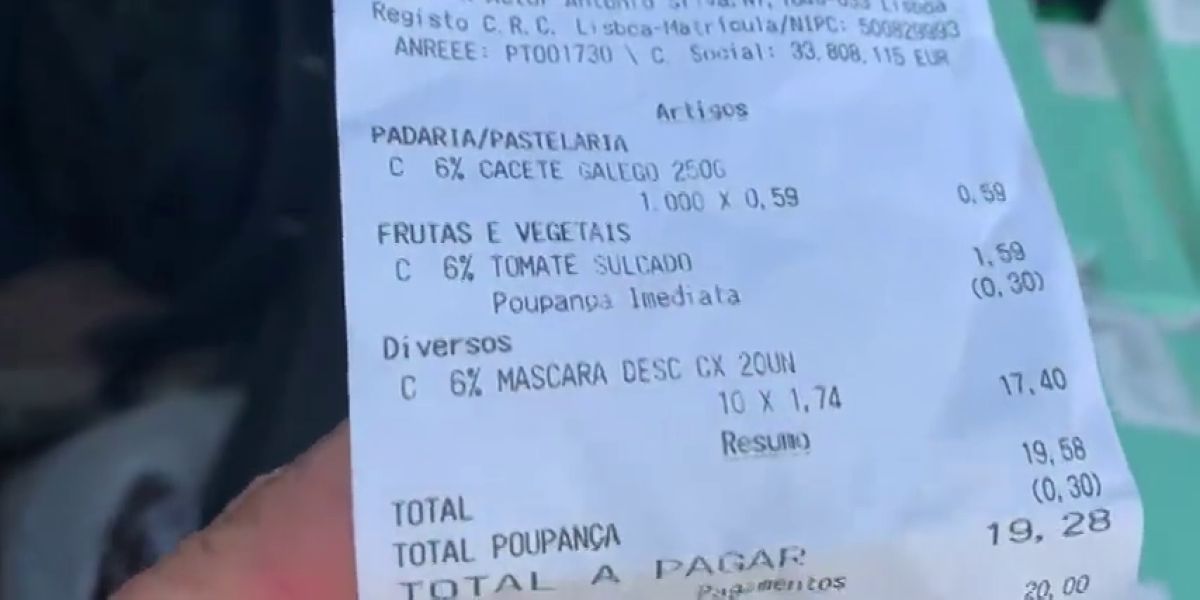 Lisboa
Registo C.R.C. Lisboa-Matrícula/NIPC: 500829993
ANREEE: PT001730 \ C. Social: 33.808.115 EUR
Artigos
PADARIA/PASTELARIA
C 6% CACETE GALEGO 250G
1.000 X 0,59 0,59
FRUTAS E VEGETAIS
C 6% TOMATE SULCADO 1,59
Poupança Imediata (0,30)
Diversos
C 6% MASCARA DESC CX 20UN
10 X 1,74 17,40
Resumo
TOTAL 19,58
TOTAL POUPANÇA (0,30)
TOTAL A PAGAR 19,28
Pagamentos
20,00